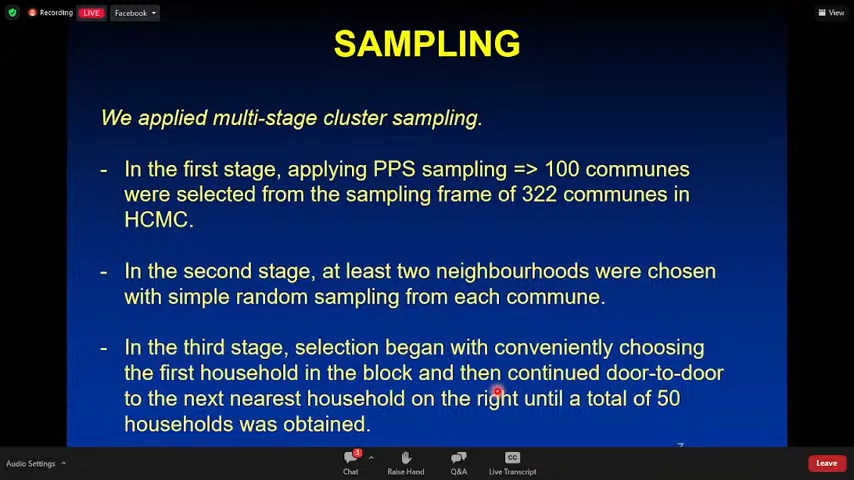 Recording
LIVE
Facebook
View
SAMPLING
We applied multi-stage cluster sampling.
- In the first stage, applying PPS sampling => 100 communes
were selected from the sampling frame of 322 communes in
HCMC.
- In the second stage, at least two neighbourhoods were chosen
with simple random sampling from each commune.
- In the third stage, selection began with conveniently choosing
the first household in the block and then continued door-to-door
to the next nearest household on the right until a total of 50
households was obtained.
Audio Settings
3
Chat
Raise Hand
Q&A
CC
Live Transcript
Leave